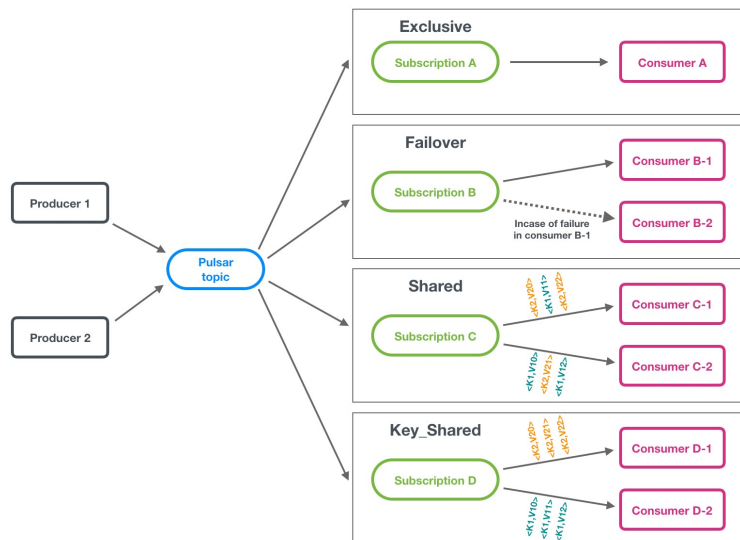 Producer 1
Producer 2
Pulsar
topic
Exclusive
Subscription A
Consumer A
Failover
Subscription B
Consumer B-1
Incase of failure
in consumer B-1
Consumer B-2
Shared
Subscription C
<K2,V20>
<K1,V11>
<K2,V22>
Consumer C-1
<K1,V10>
<K2,V21>
<K1,V12>
Consumer C-2
Key_Shared
Subscription D
<K2,V20>
<K2,V21>
<K2,V22>
Consumer D-1
<K1,V10>
<K1,V11>
<K1,V12>
Consumer D-2